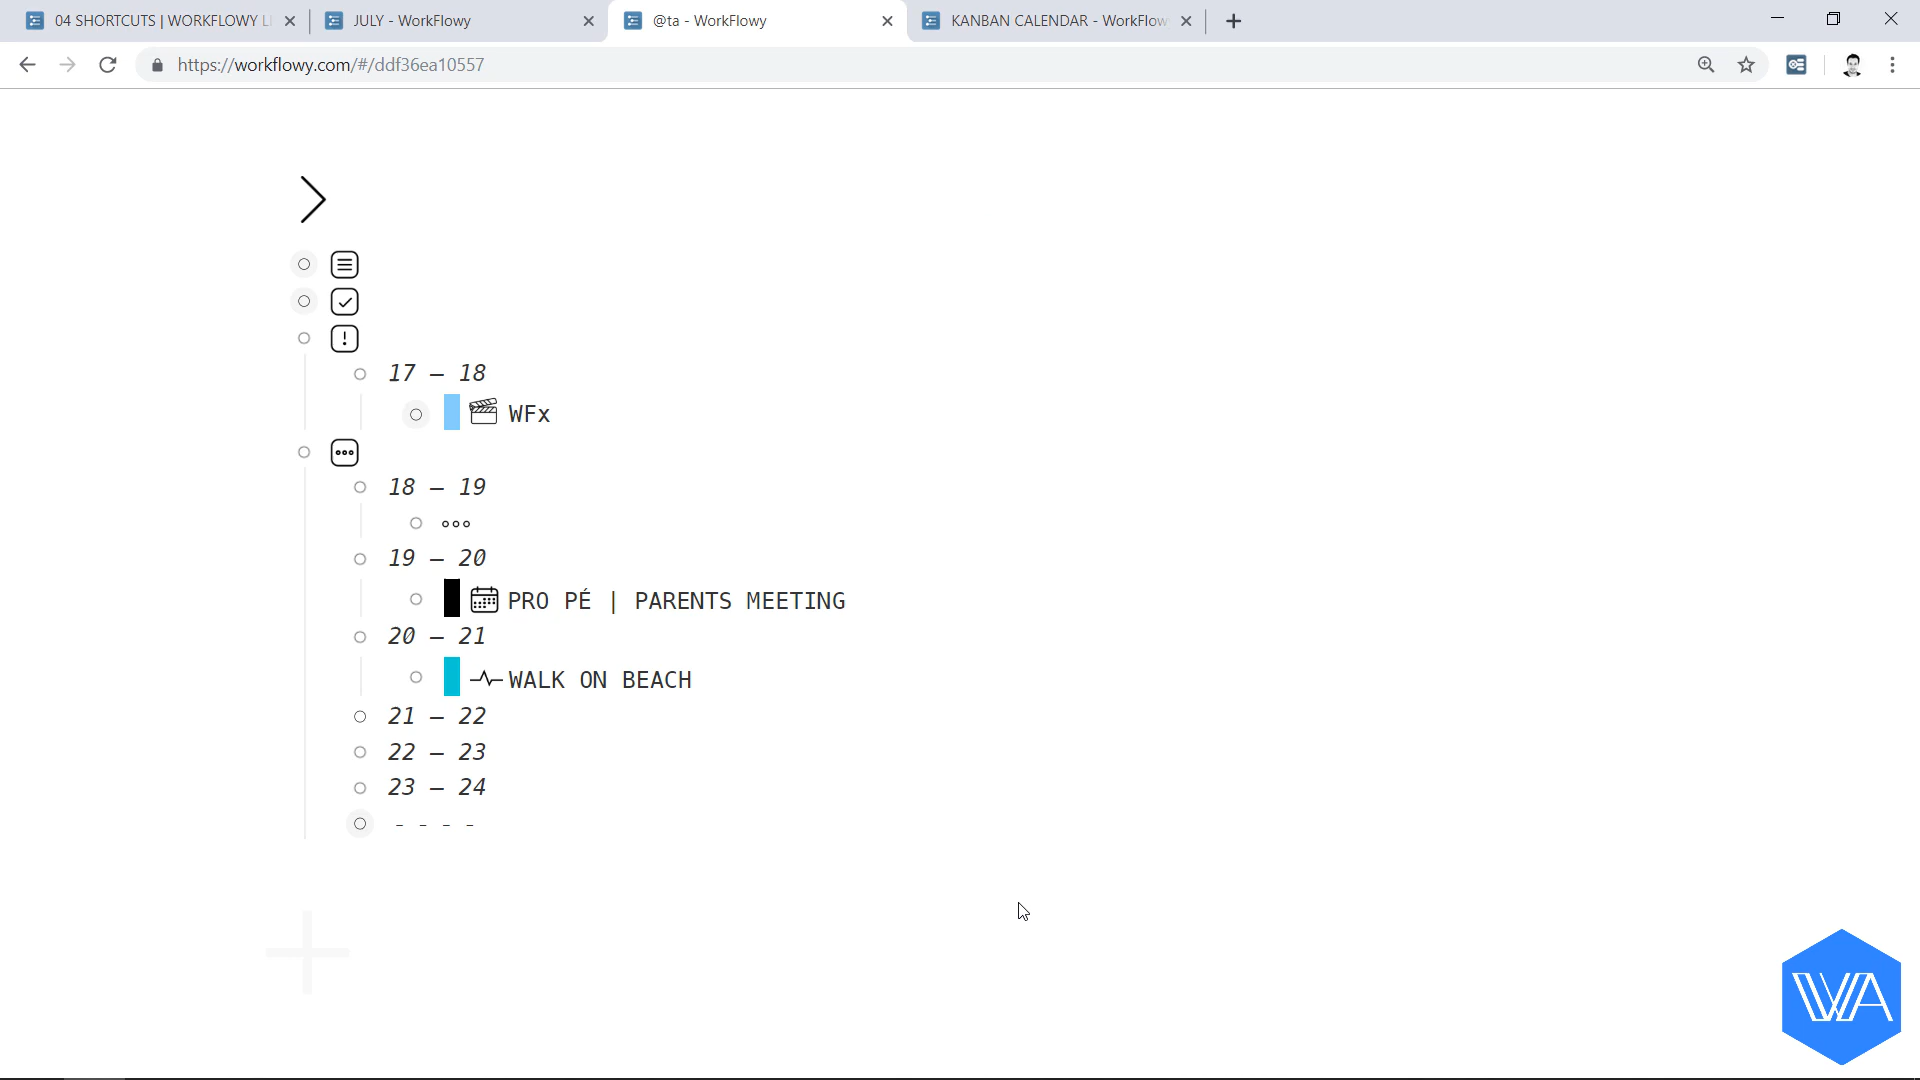 04 SHORTCUTS | WORKFLOWY L
JULY - WorkFlowy
@ta - WorkFlowy
KANBAN CALENDAR - WorkFlow
https://workflowy.com/#/ddf36ea10557
17 – 18
WFx
18 – 19
19 – 20
PRO PÉ | PARENTS MEETING
20 – 21
WALK ON BEACH
21 – 22
22 – 23
23 – 24
- - - -
WA